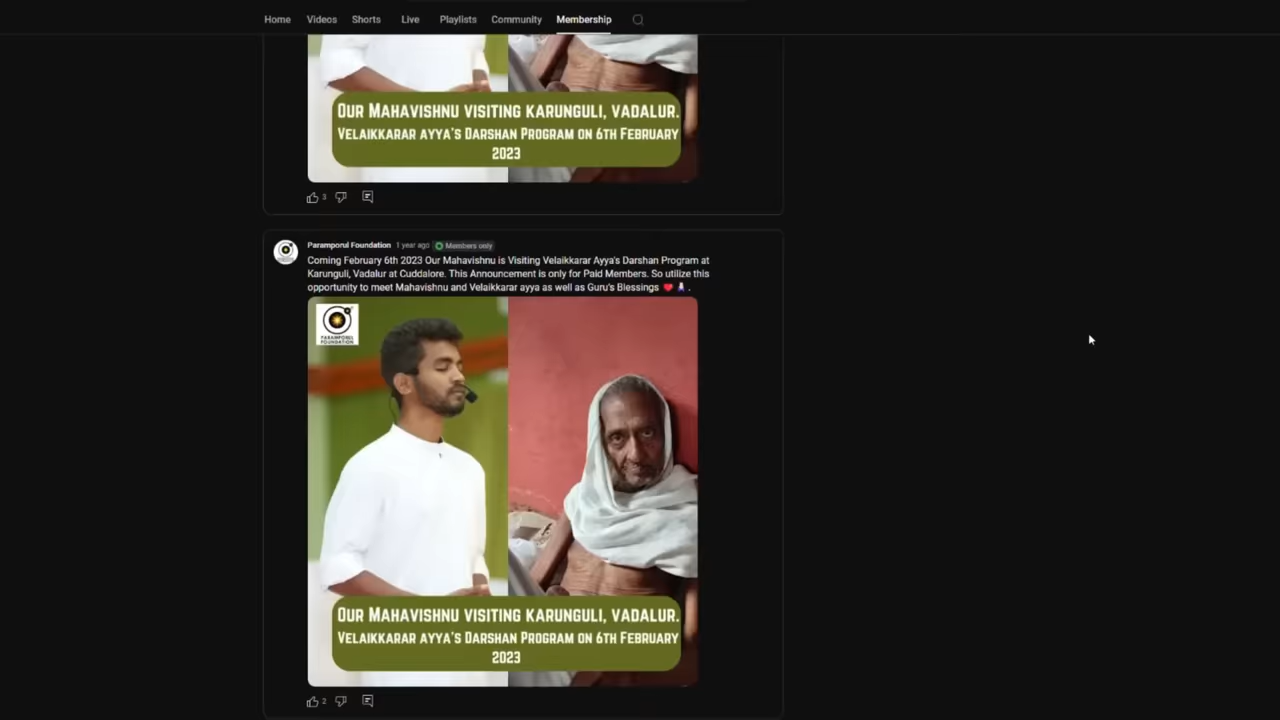 Home Videos Shorts Live Playlists Community Membership
OUR MAHAVISHNU VISITING KARUNGULI, VADALUR.
VELAIKKARAR AYYA'S DARSHAN PROGRAM ON 6TH FEBRUARY
2023
3
Paramporul Foundation 1 year ago Members only
Coming February 6th 2023 Our Mahavishnu is Visiting Velaikkarar Ayya's Darshan Program at
Karunguli, Vadalur at Cuddalore. This Announcement is only for Paid Members. So utilize this
opportunity to meet Mahavishnu and Velaikkarar ayya as well as Guru's Blessings ❤️ 🧘 .
PARAMPORUL
FOUNDATION
OUR MAHAVISHNU VISITING KARUNGULI, VADALUR.
VELAIKKARAR AYYA'S DARSHAN PROGRAM ON 6TH FEBRUARY
2023
2